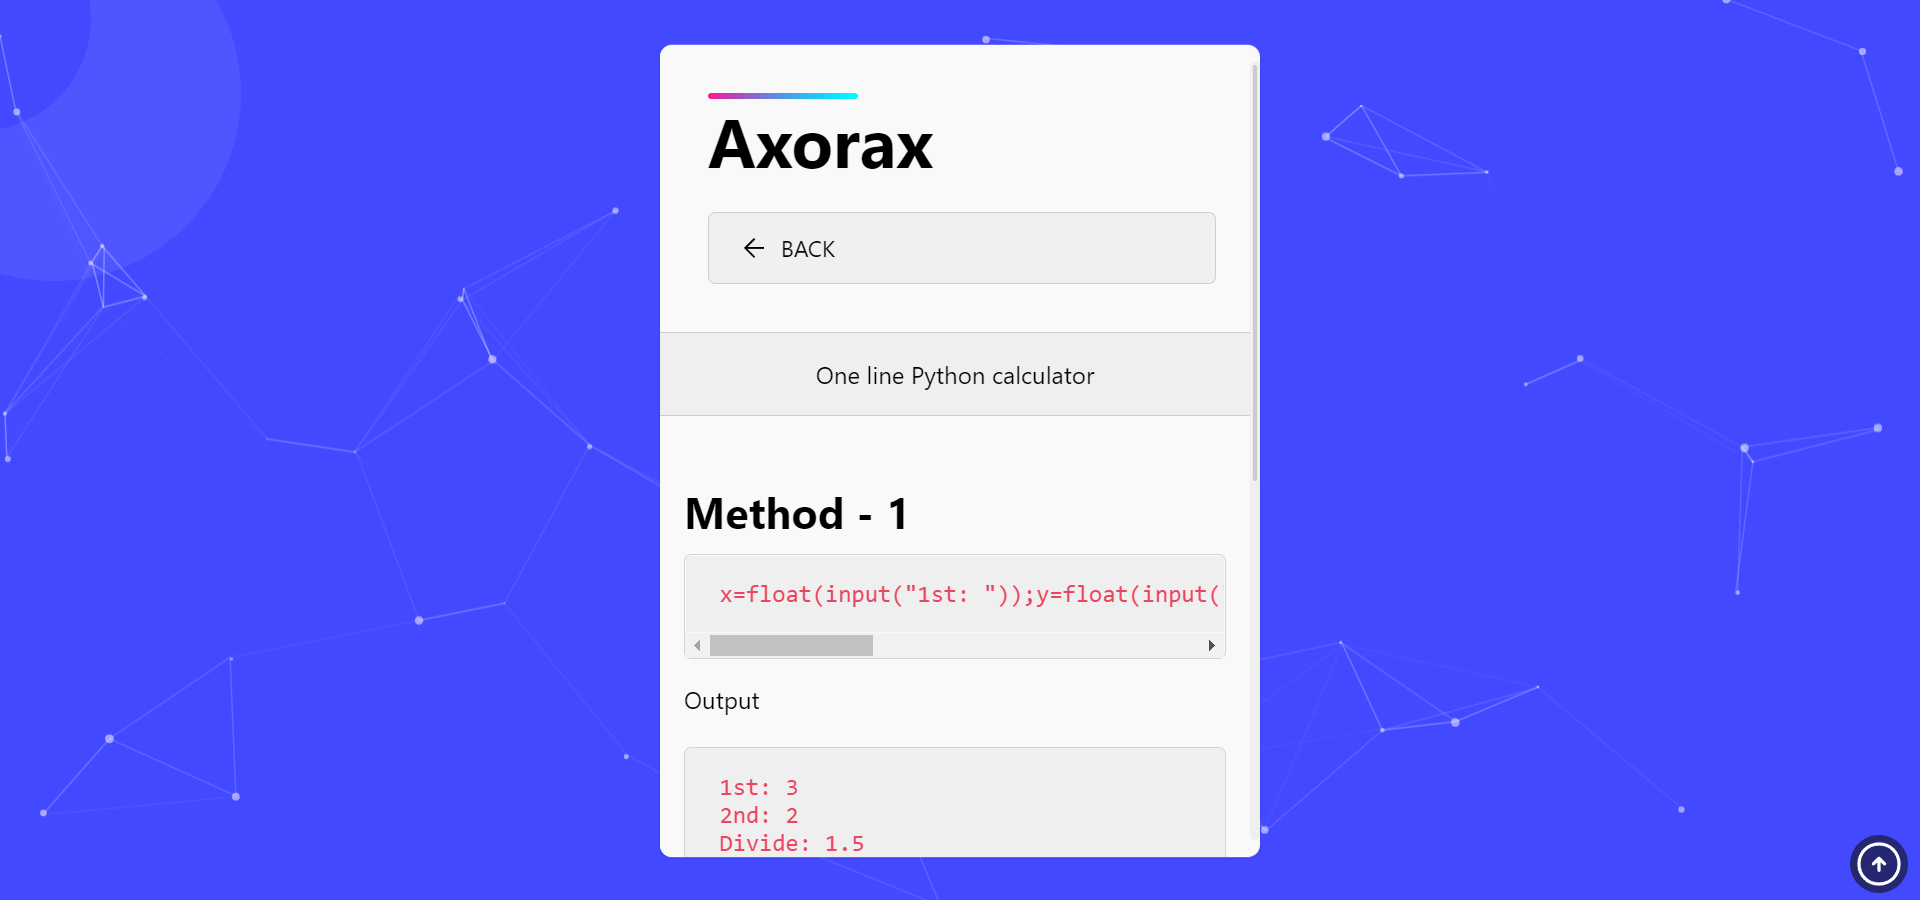 Axorax
BACK
One line Python calculator
Method - 1
x=float(input("1st: "));y=float(input(
Output
1st: 3
2nd: 2
Divide: 1.5